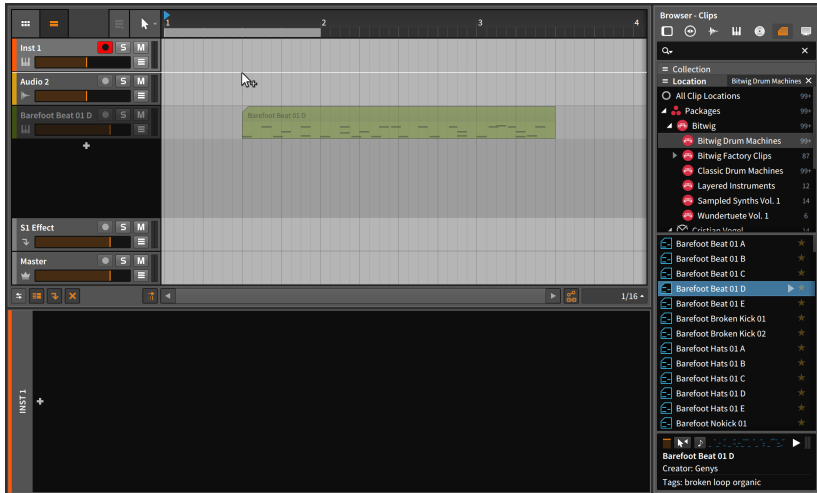 1 2 3 4
Inst 1 S M
Audio 2 S M
Barefoot Beat 01 D S M
Barefoot Beat 01 D
S1 Effect S M
Master S M
1/16
INST 1
Browser - Clips
Collection
Location Bitwig Drum Machines
All Clip Locations 99+
Packages 99+
Bitwig 99+
Bitwig Drum Machines 99+
Bitwig Factory Clips 87
Classic Drum Machines 99+
Layered Instruments 12
Sampled Synths Vol. 1 14
Wundertuete Vol. 1 6
Cristian Vogel 14
Barefoot Beat 01 A
Barefoot Beat 01 B
Barefoot Beat 01 C
Barefoot Beat 01 D
Barefoot Beat 01 E
Barefoot Broken Kick 01
Barefoot Broken Kick 02
Barefoot Hats 01 A
Barefoot Hats 01 B
Barefoot Hats 01 C
Barefoot Hats 01 D
Barefoot Hats 01 E
Barefoot Nokick 01
Barefoot Beat 01 D
Creator: Genys
Tags: broken loop organic